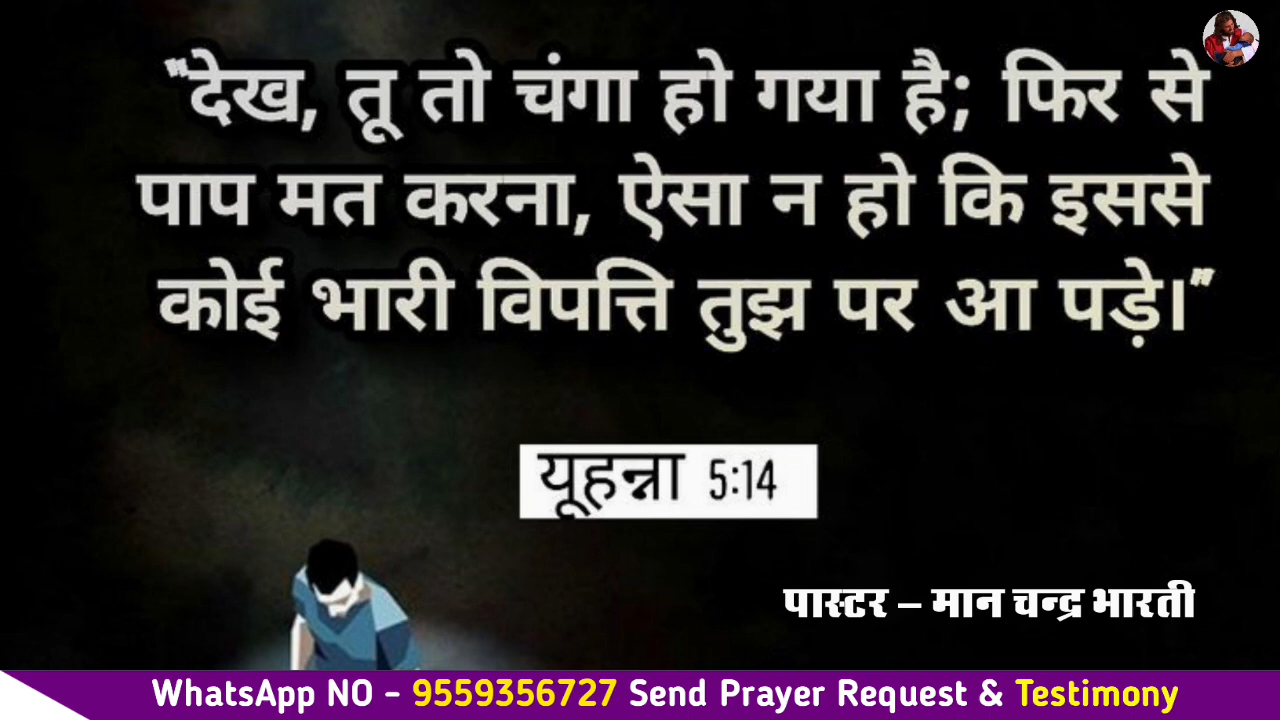 "देख, तू तो चंगा हो गया है; फिर से
पाप मत करना, ऐसा न हो कि इससे
कोई भारी विपत्ति तुझ पर आ पड़े।"
यूहन्ना 5:14
पास्टर – मान चन्द्र भारती
WhatsApp NO - 9559356727 Send Prayer Request & Testimony